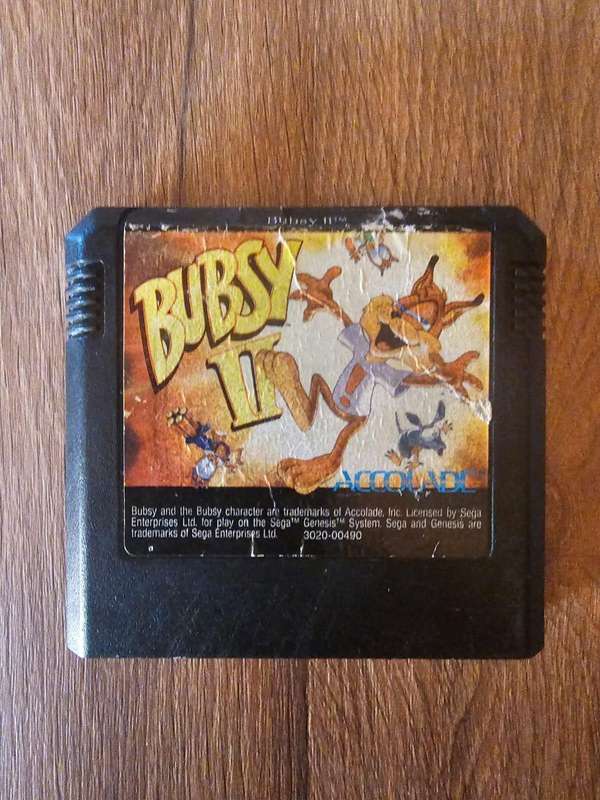 Bubsy II™
BUBSY
II
ACCOLADE
Bubsy and the Bubsy character are trademarks of Accolade, Inc. Licensed by Sega
Enterprises Ltd. for play on the Sega™ Genesis™ System. Sega and Genesis are
trademarks of Sega Enterprises Ltd. 3020-00490